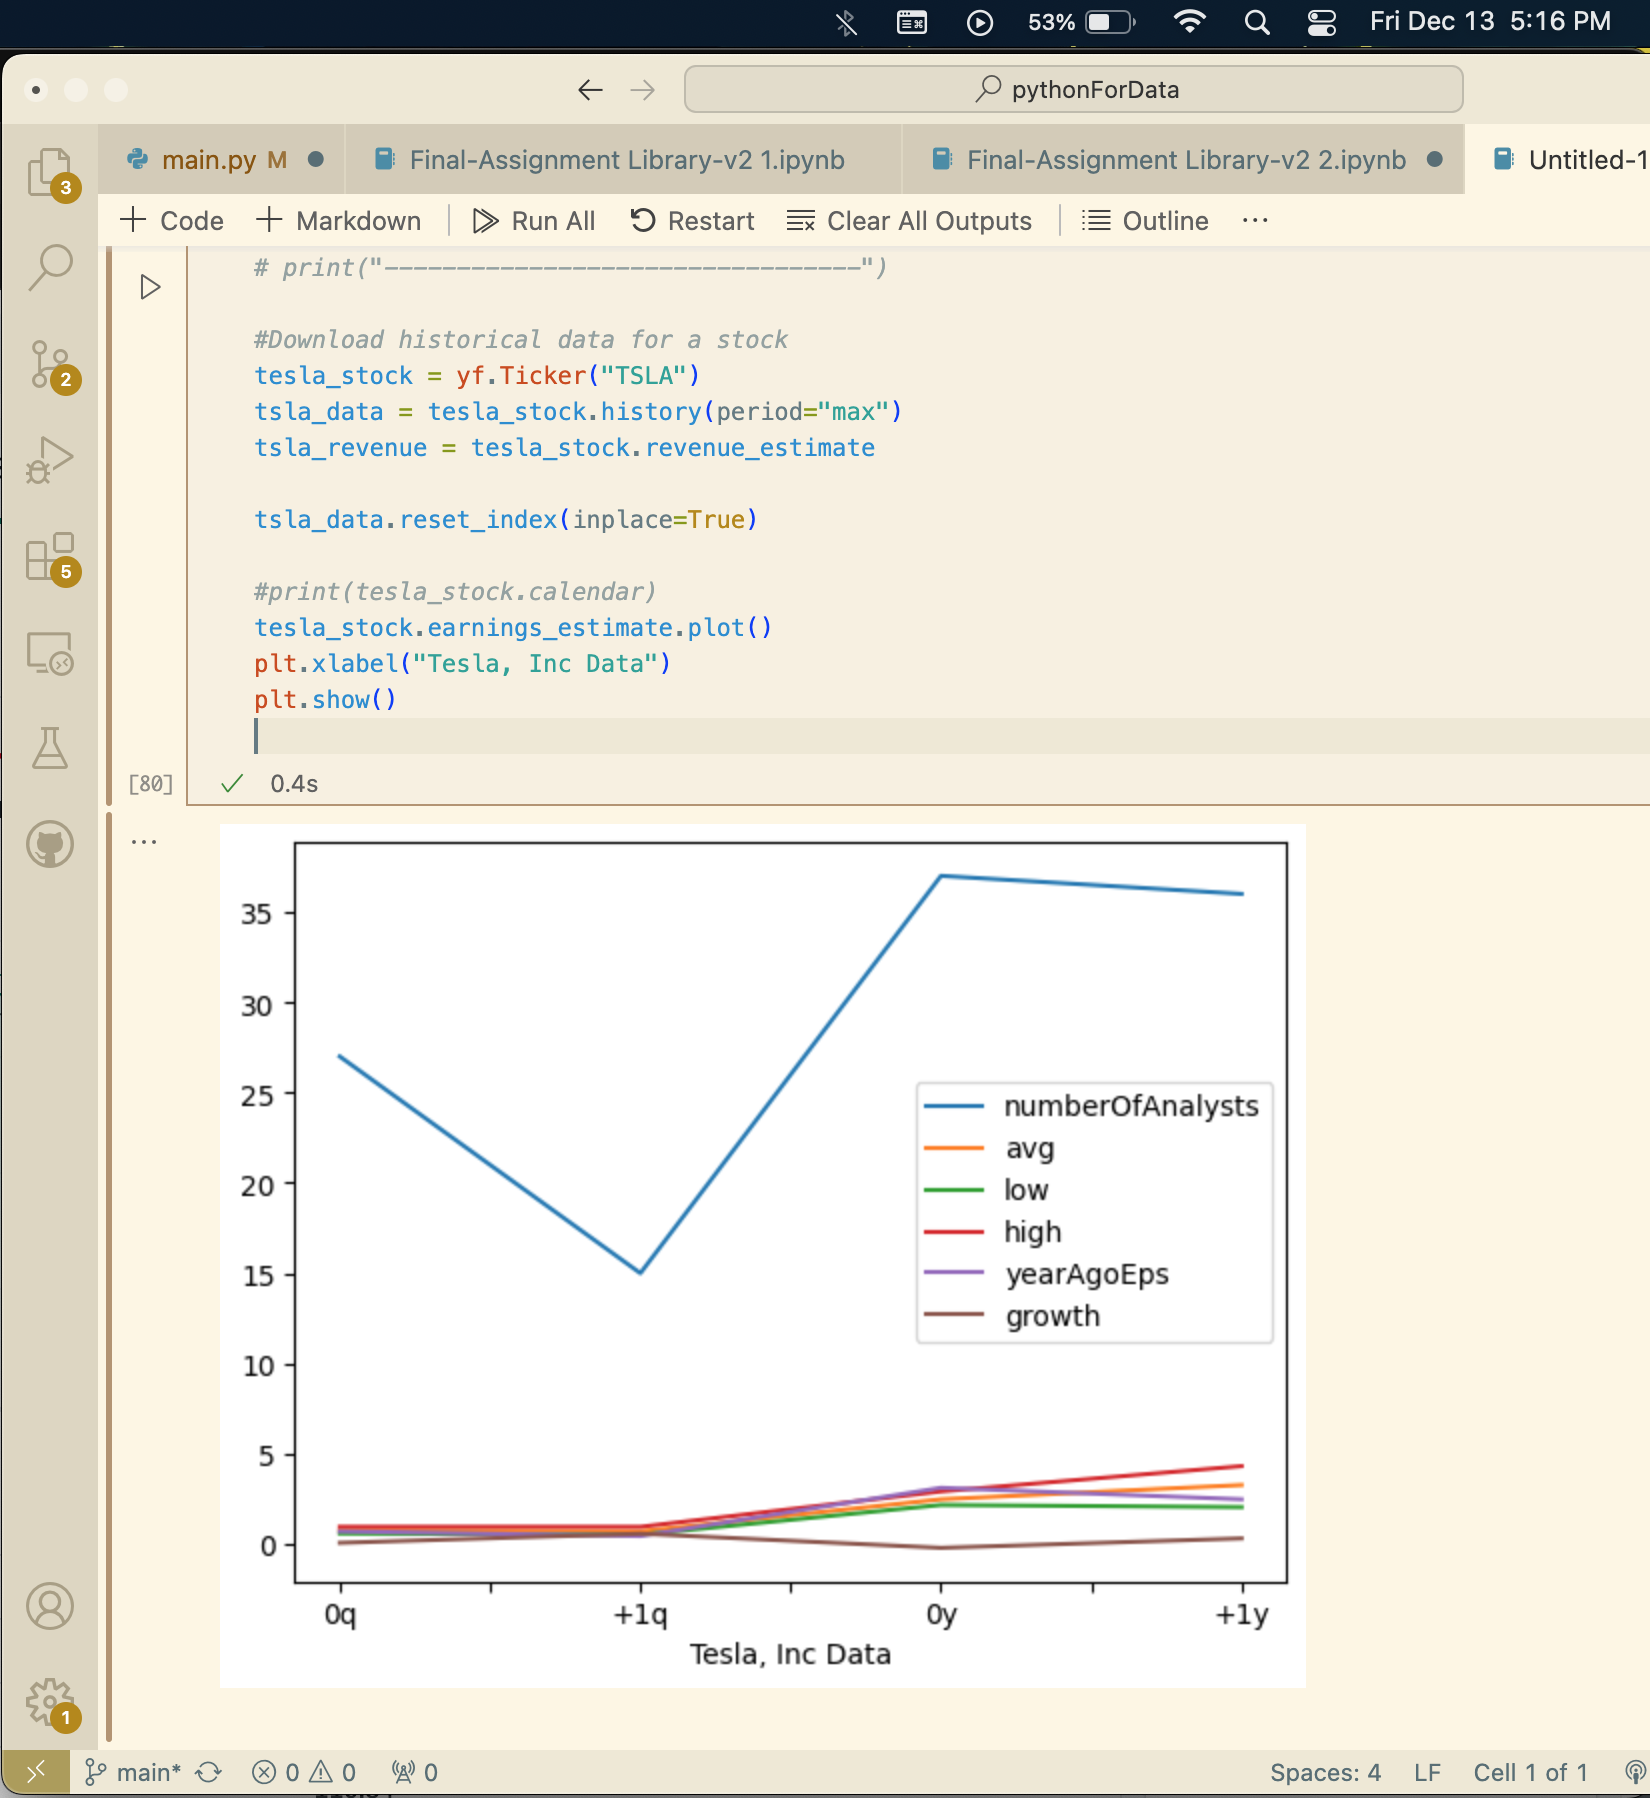 53% Fri Dec 13 5:16 PM
pythonForData
main.py M Final-Assignment Library-v2 1.ipynb Final-Assignment Library-v2 2.ipynb Untitled-1
Code Markdown Run All Restart Clear All Outputs Outline ...
# print("---------------------------------")
#Download historical data for a stock
tesla_stock = yf.Ticker("TSLA")
tsla_data = tesla_stock.history(period="max")
tsla_revenue = tesla_stock.revenue_estimate
tsla_data.reset_index(inplace=True)
#print(tesla_stock.calendar)
tesla_stock.earnings_estimate.plot()
plt.xlabel("Tesla, Inc Data")
plt.show()
[80] 0.4s
...
35
30
25
20
15
10
5
0
numberOfAnalysts
avg
low
high
yearAgoEps
growth
0q +1q 0y +1y
Tesla, Inc Data
3
2
5
1
main* 0 0 0 Spaces: 4 LF Cell 1 of 1